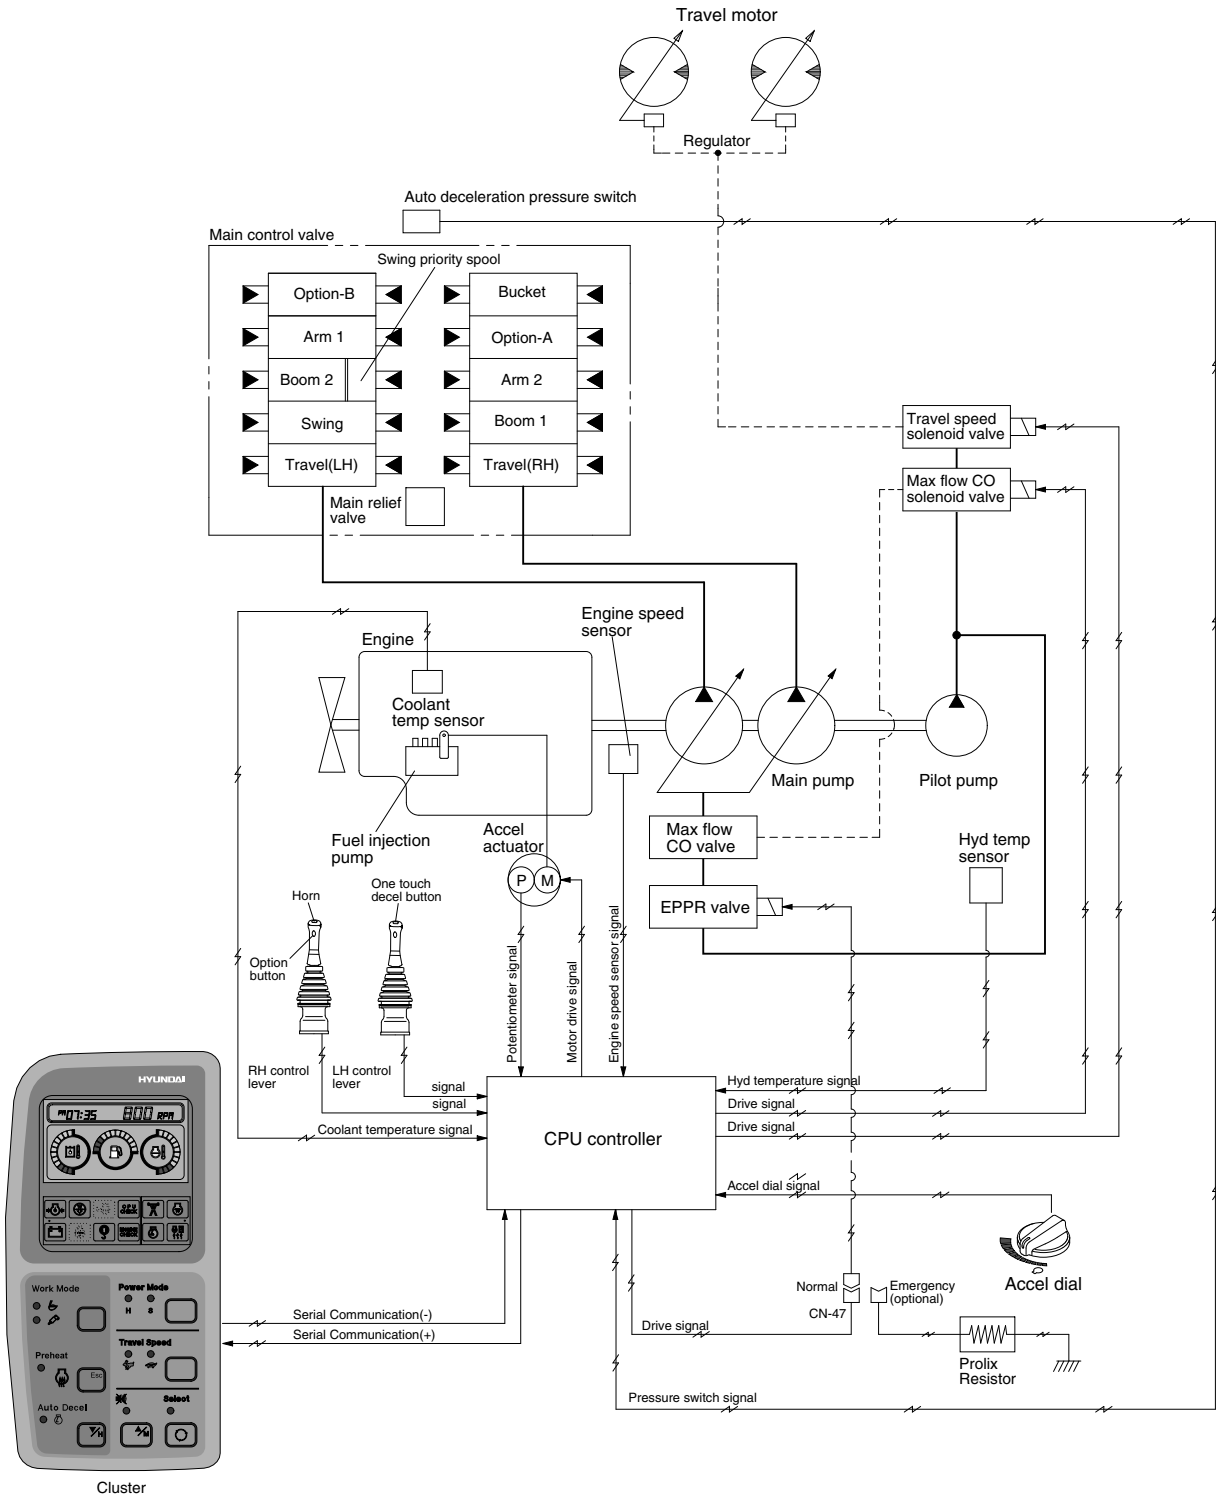 Travel motor
Regulator
Auto deceleration pressure switch
Main control valve
Swing priority spool
Option-B
Bucket
Arm 1
Option-A
Boom 2
Arm 2
Swing
Boom 1
Travel(LH)
Travel(RH)
Main relief
valve
Travel speed
solenoid valve
Max flow CO
solenoid valve
Engine speed
sensor
Engine
Coolant
temp sensor
Main pump
Pilot pump
Fuel injection
pump
Accel
actuator
P
M
Max flow
CO valve
EPPR valve
Hyd temp
sensor
Horn
One touch
decel button
Option
button
RH control
lever
LH control
lever
Potentiometer signal
Motor drive signal
Engine speed sensor signal
signal
signal
Coolant temperature signal
CPU controller
Hyd temperature signal
Drive signal
Drive signal
Accel dial signal
Accel dial
Normal
CN-47
Emergency
(optional)
Drive signal
Prolix
Resistor
Pressure switch signal
Serial Communication(-)
Serial Communication(+)
HYUNDAI
PM 07:35 800 RPM
CPU
CHECK
ENGINE
CHECK
Work Mode
Power Mode
H S
Travel Speed
Preheat
Esc
Auto Decel
Select
/H
/M
Cluster